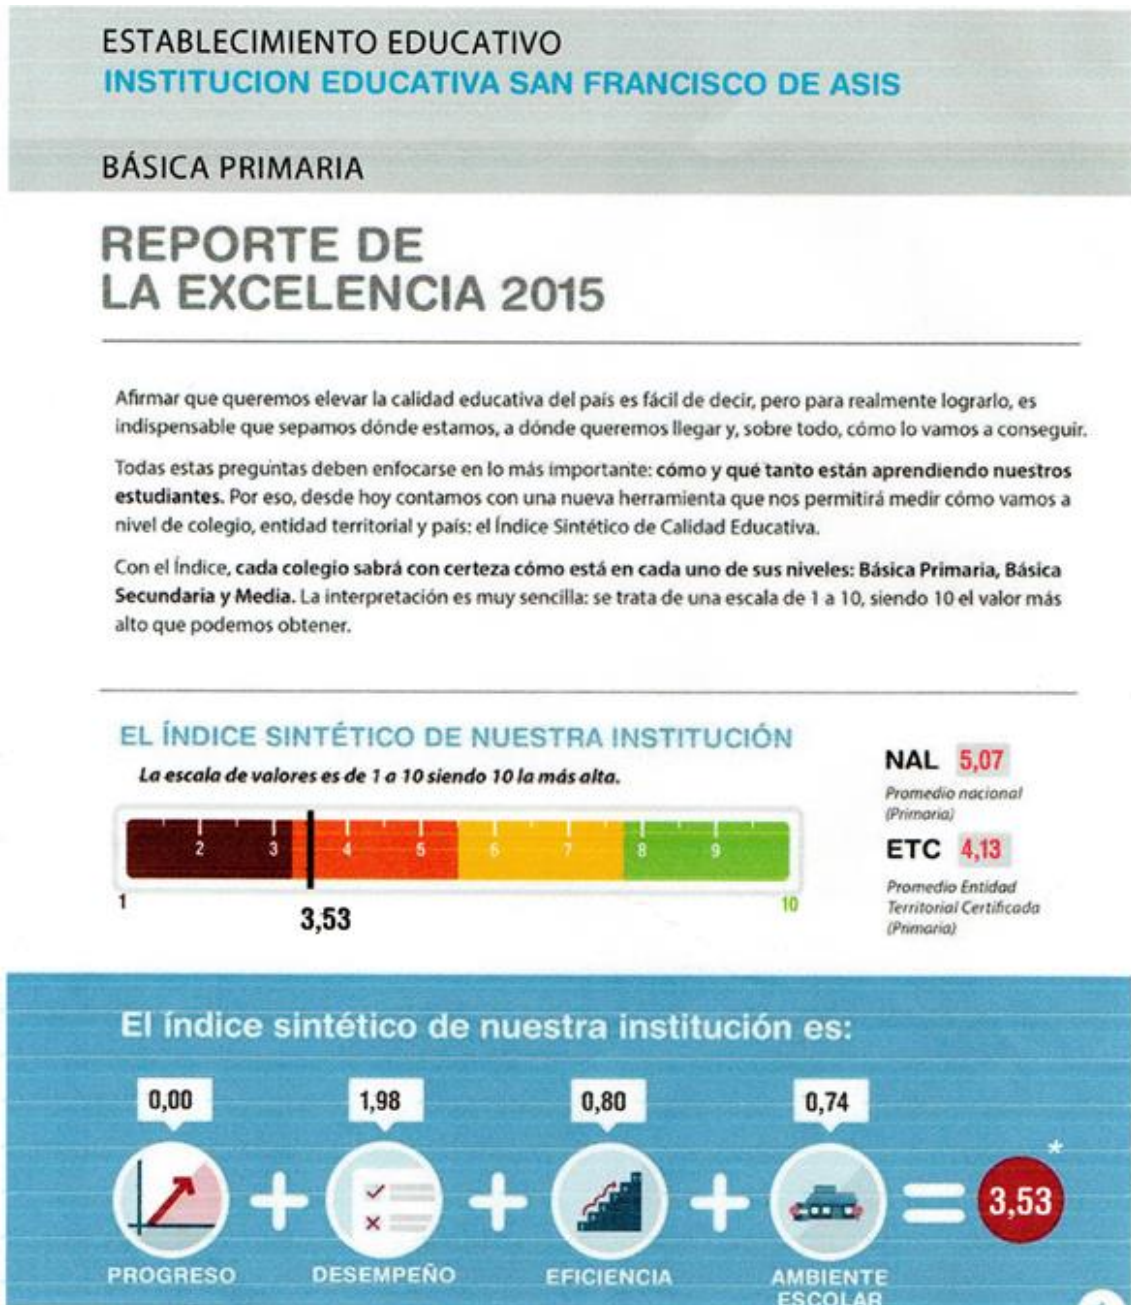 ESTABLECIMIENTO EDUCATIVO
INSTITUCION EDUCATIVA SAN FRANCISCO DE ASIS
BÁSICA PRIMARIA
REPORTE DE
LA EXCELENCIA 2015
Afirmar que queremos elevar la calidad educativa del país es fácil de decir, pero para realmente lograrlo, es
indispensable que sepamos dónde estamos, a dónde queremos llegar y, sobre todo, cómo lo vamos a conseguir.
Todas estas preguntas deben enfocarse en lo más importante: cómo y qué tanto están aprendiendo nuestros
estudiantes. Por eso, desde hoy contamos con una nueva herramienta que nos permitirá medir cómo vamos a
nivel de colegio, entidad territorial y país: el Índice Sintético de Calidad Educativa.
Con el Índice, cada colegio sabrá con certeza cómo está en cada uno de sus niveles: Básica Primaria, Básica
Secundaria y Media. La interpretación es muy sencilla: se trata de una escala de 1 a 10, siendo 10 el valor más
alto que podemos obtener.
EL ÍNDICE SINTÉTICO DE NUESTRA INSTITUCIÓN
La escala de valores es de 1 a 10 siendo 10 la más alta.
2 3 4 5 6 7 8 9
1 10
3,53
NAL 5,07
Promedio nacional
(Primaria)
ETC 4,13
Promedio Entidad
Territorial Certificada
(Primaria)
El índice sintético de nuestra institución es:
0,00 1,98 0,80 0,74
+ + + = 3,53 *
PROGRESO DESEMPEÑO EFICIENCIA AMBIENTE
ESCOLAR